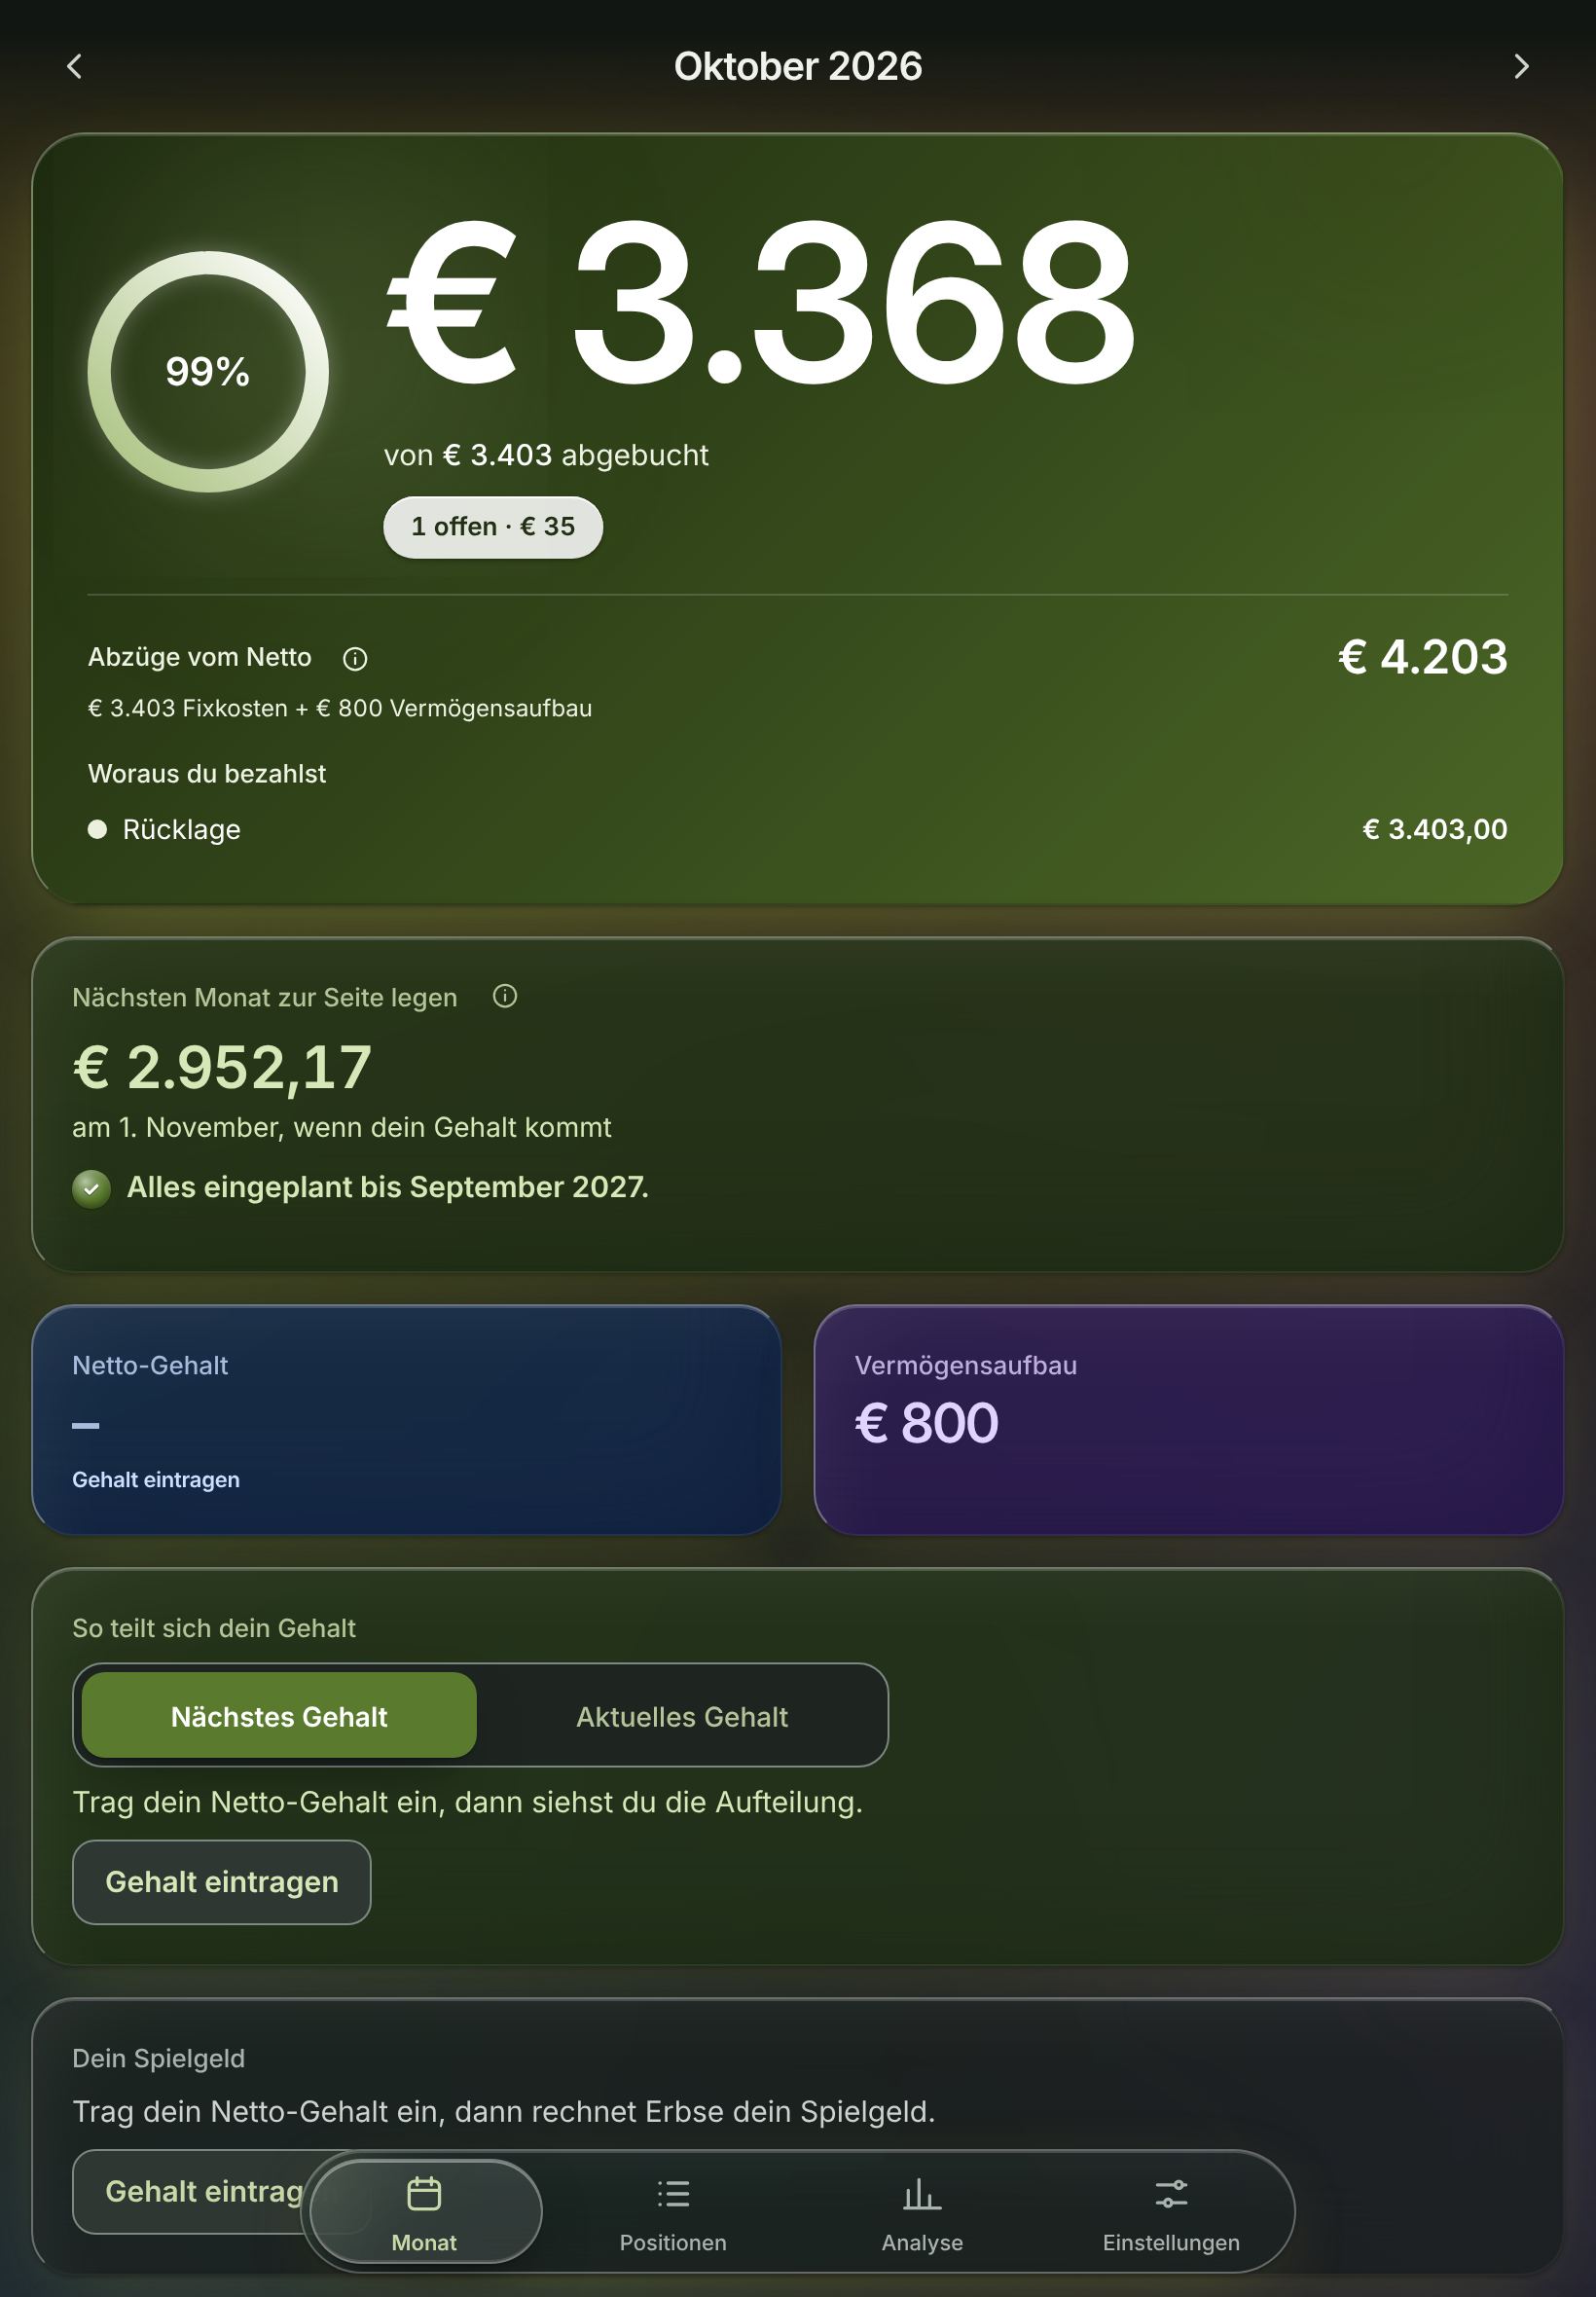 Oktober 2026
99%
€ 3.368
von € 3.403 abgebucht
1 offen · € 35
Abzüge vom Netto
€ 4.203
€ 3.403 Fixkosten + € 800 Vermögensaufbau
Woraus du bezahlst
Rücklage
€ 3.403,00
Nächsten Monat zur Seite legen
€ 2.952,17
am 1. November, wenn dein Gehalt kommt
Alles eingeplant bis September 2027.
Netto-Gehalt
–
Gehalt eintragen
Vermögensaufbau
€ 800
So teilt sich dein Gehalt
Nächstes Gehalt
Aktuelles Gehalt
Trag dein Netto-Gehalt ein, dann siehst du die Aufteilung.
Gehalt eintragen
Dein Spielgeld
Trag dein Netto-Gehalt ein, dann rechnet Erbse dein Spielgeld.
Gehalt eintrag
Monat
Positionen
Analyse
Einstellungen